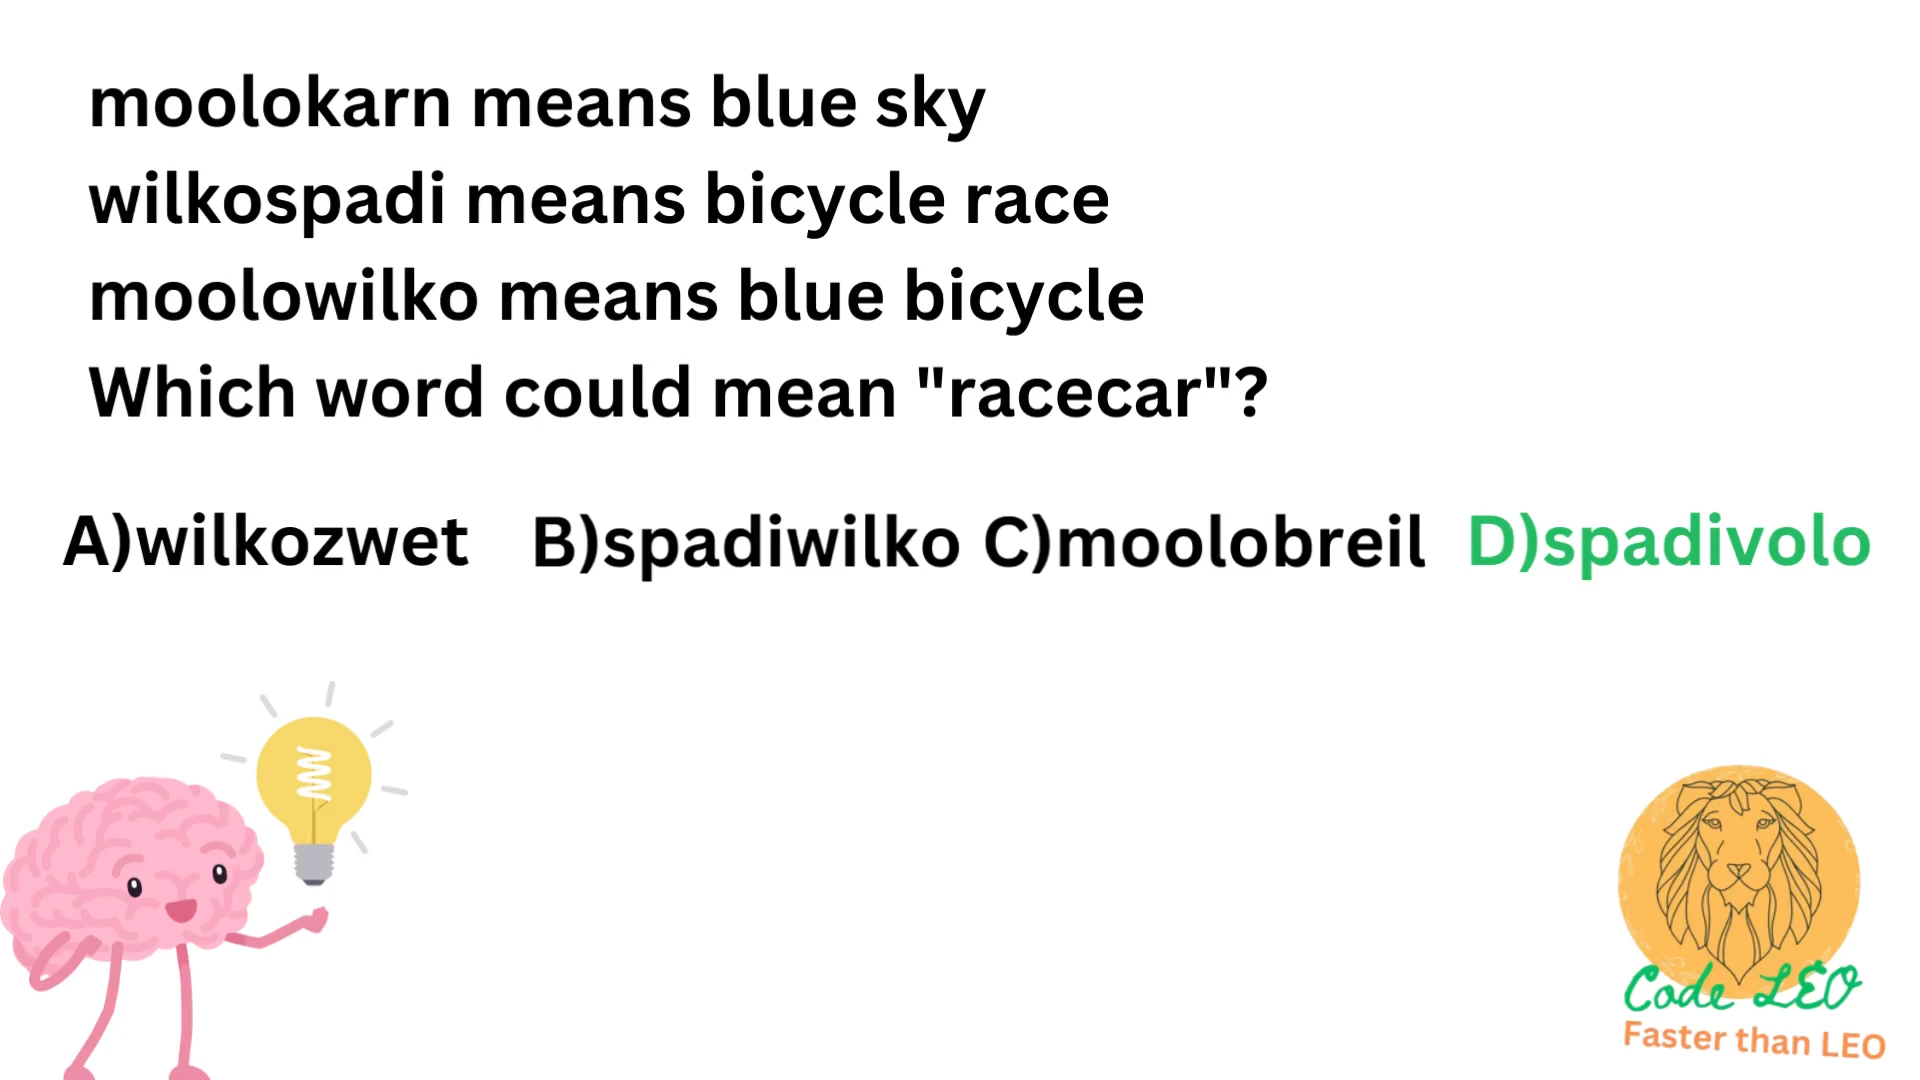 moolokarn means blue sky
wilkospadi means bicycle race
moolowilko means blue bicycle
Which word could mean "racecar"?
A)wilkozwet B)spadiwilko C)moolobreil D)spadivolo
Code LEO
Faster than LEO